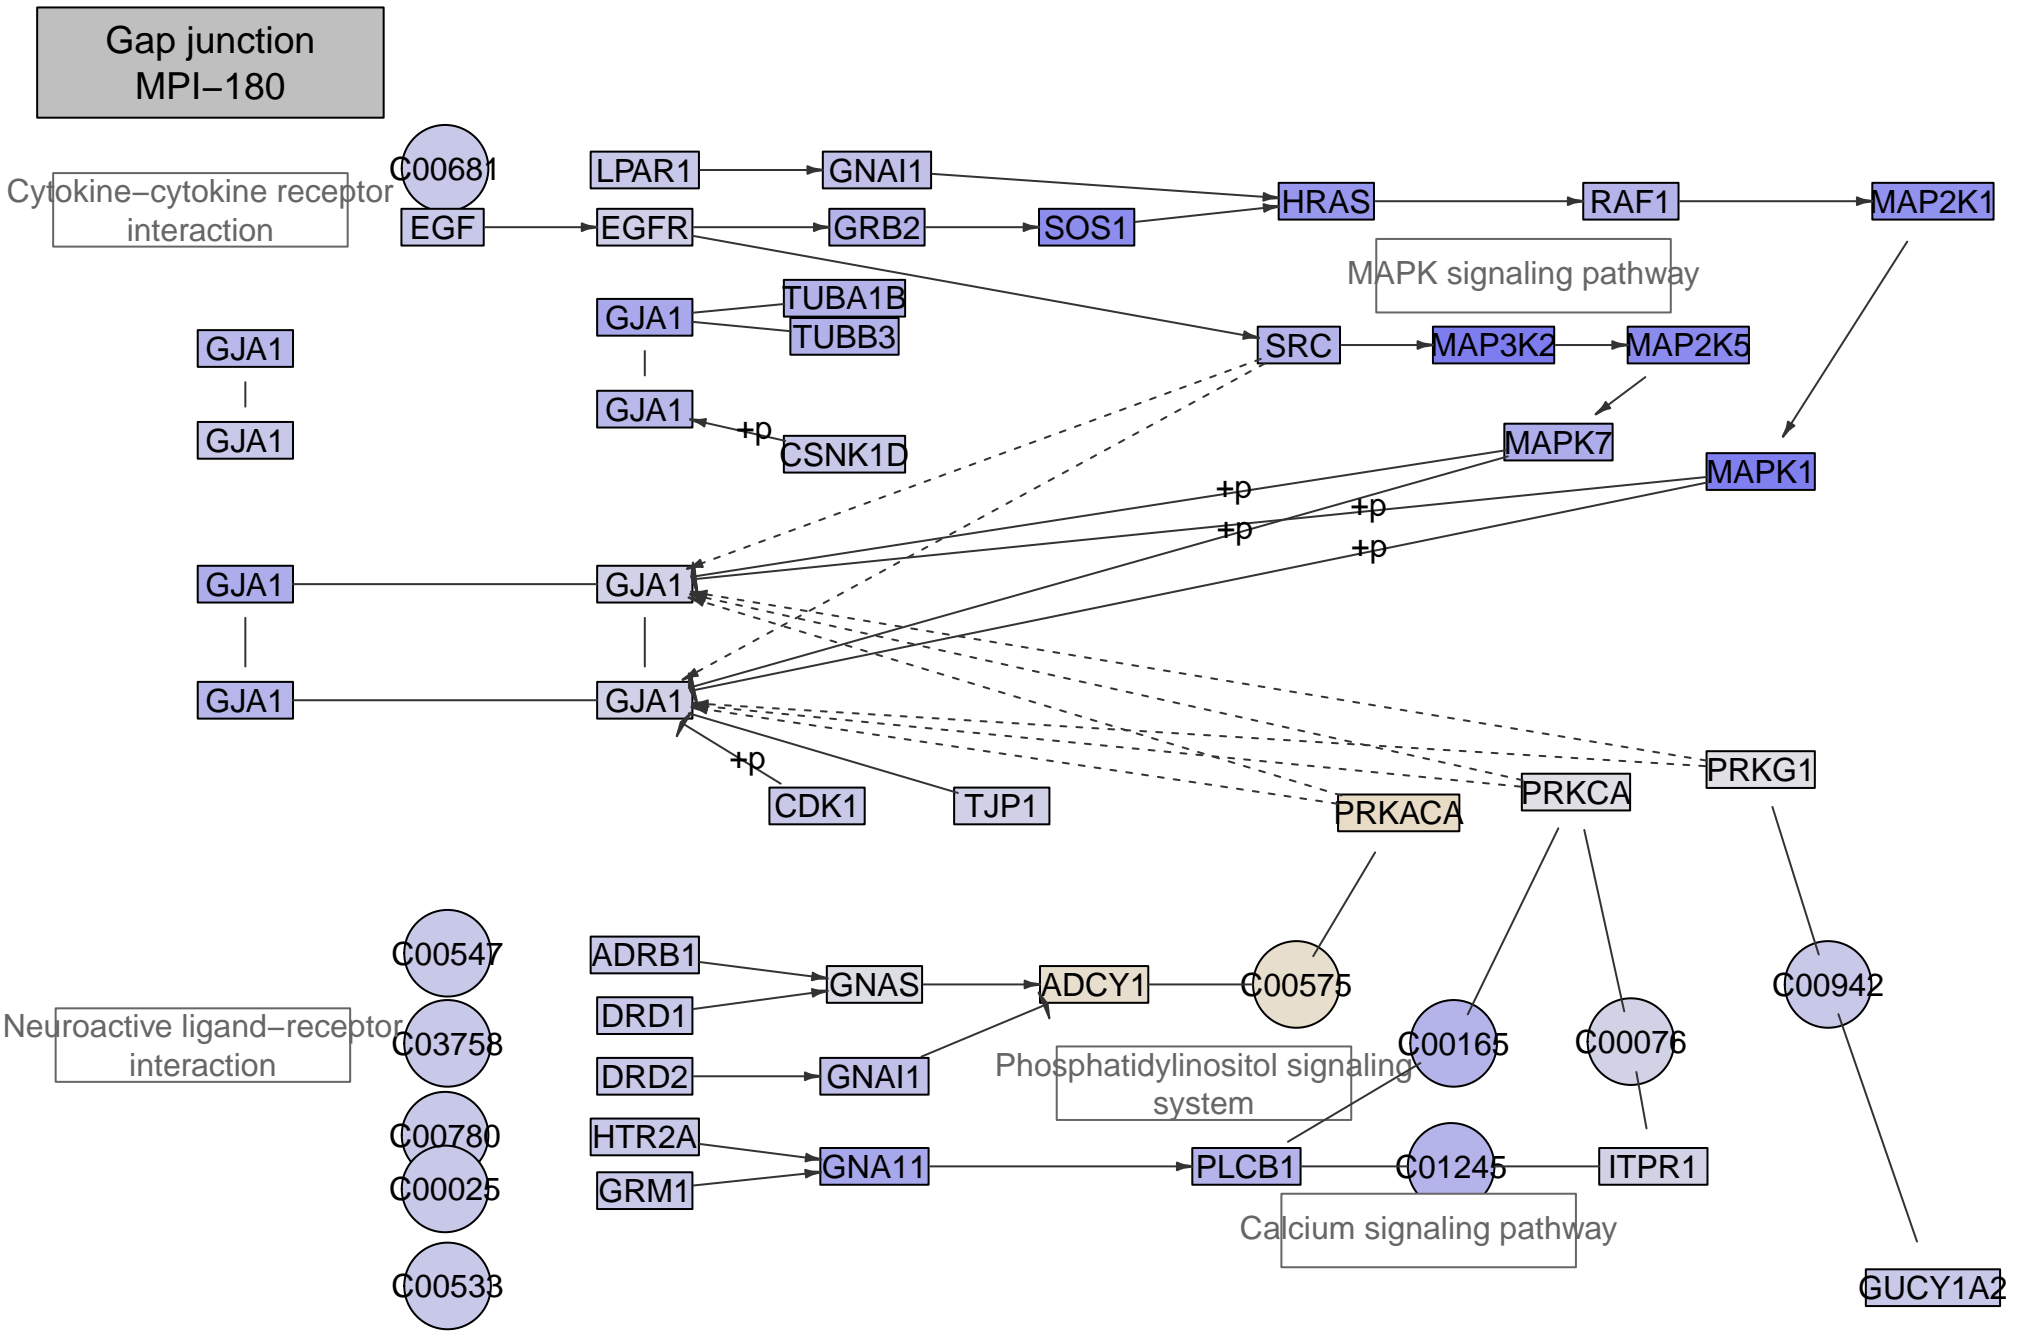 Gap junction
MPI−180
C00681
LPAR1
GNAI1
Cytokine−cytokine receptor
interaction
HRAS
RAF1
MAP2K1
EGF
EGFR
GRB2
SOS1
MAPK signaling pathway
TUBA1B
GJA1
TUBB3
GJA1
SRC
MAP3K2
MAP2K5
GJA1
+p
GJA1
CSNK1D
MAPK7
MAPK1
+p
+p
+p
+p
GJA1
GJA1
GJA1
GJA1
+p
CDK1
TJP1
PRKACA
PRKCA
PRKG1
C00547
ADRB1
GNAS
ADCY1
C00575
C00942
DRD1
Neuroactive ligand−receptor
interaction
C03758
C00165
C00076
DRD2
GNAI1
Phosphatidylinositol signaling
system
C00780
HTR2A
GNA11
PLCB1
C01245
ITPR1
C00025
GRM1
Calcium signaling pathway
C00533
GUCY1A2